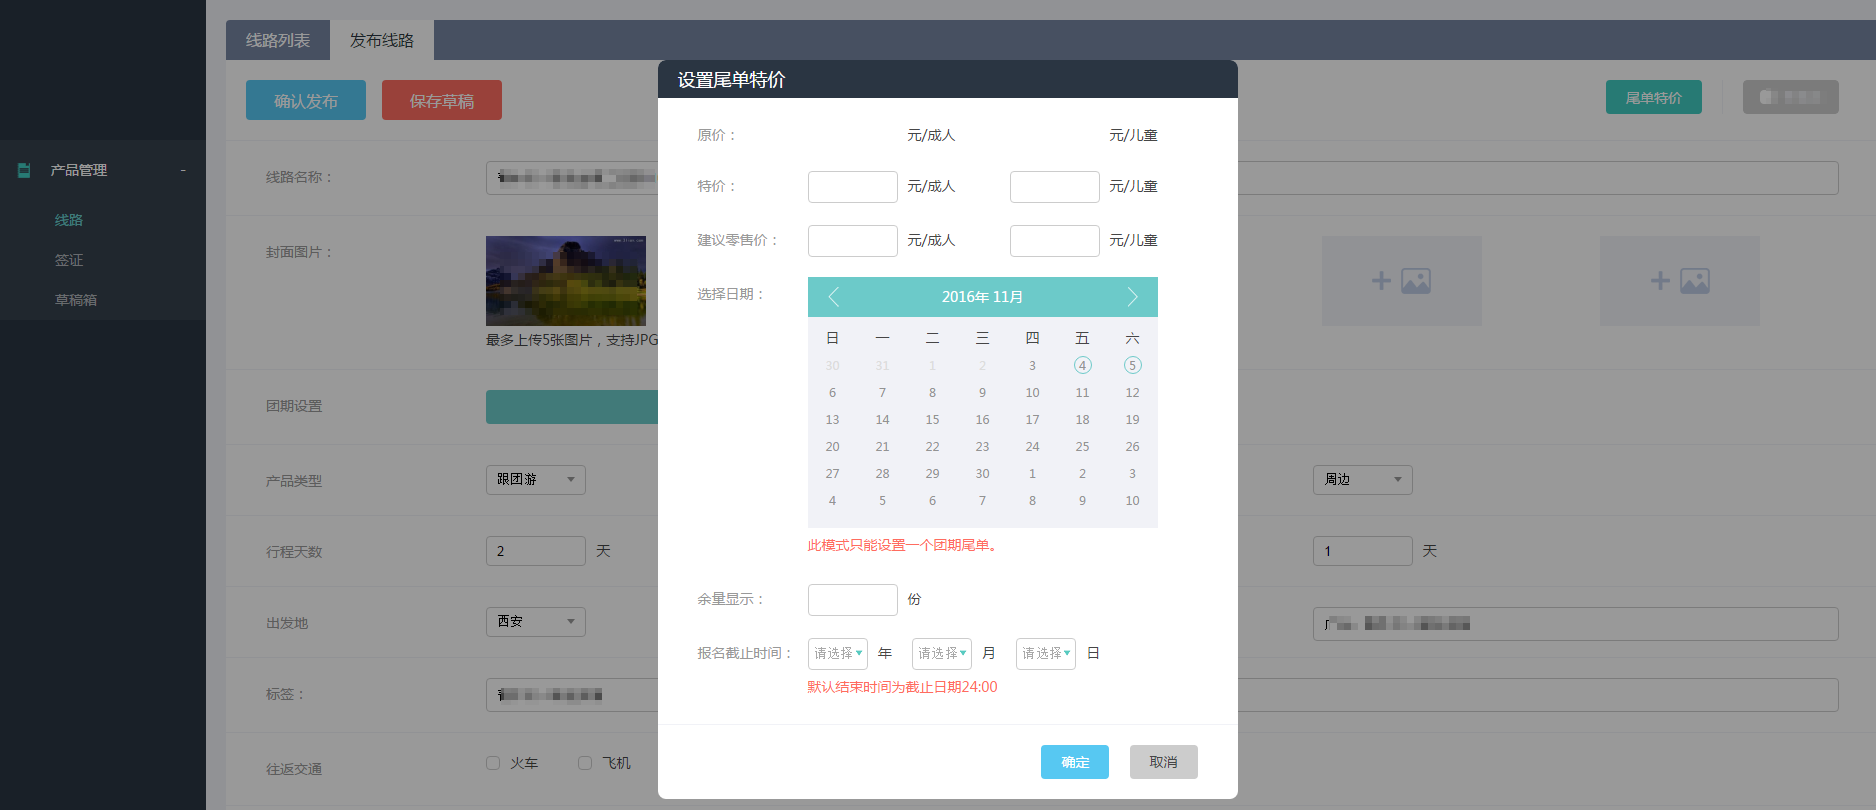 线路列表
发布线路
确认发布
保存草稿
尾单特价
产品管理 -
线路
签证
草稿箱
线路名称：
封面图片：
最多上传5张图片，支持JPG
团期设置
产品类型
跟团游
周边
行程天数
2 天
1 天
出发地
西安
标签：
往返交通
火车
飞机
设置尾单特价
原价： 元/成人 元/儿童
特价： 元/成人 元/儿童
建议零售价： 元/成人 元/儿童
选择日期：
2016年 11月
日 一 二 三 四 五 六
30 31 1 2 3 4 5
6 7 8 9 10 11 12
13 14 15 16 17 18 19
20 21 22 23 24 25 26
27 28 29 30 1 2 3
4 5 6 7 8 9 10
此模式只能设置一个团期尾单。
余量显示： 份
报名截止时间： 请选择 年 请选择 月 请选择 日
默认结束时间为截止日期24:00
确定
取消